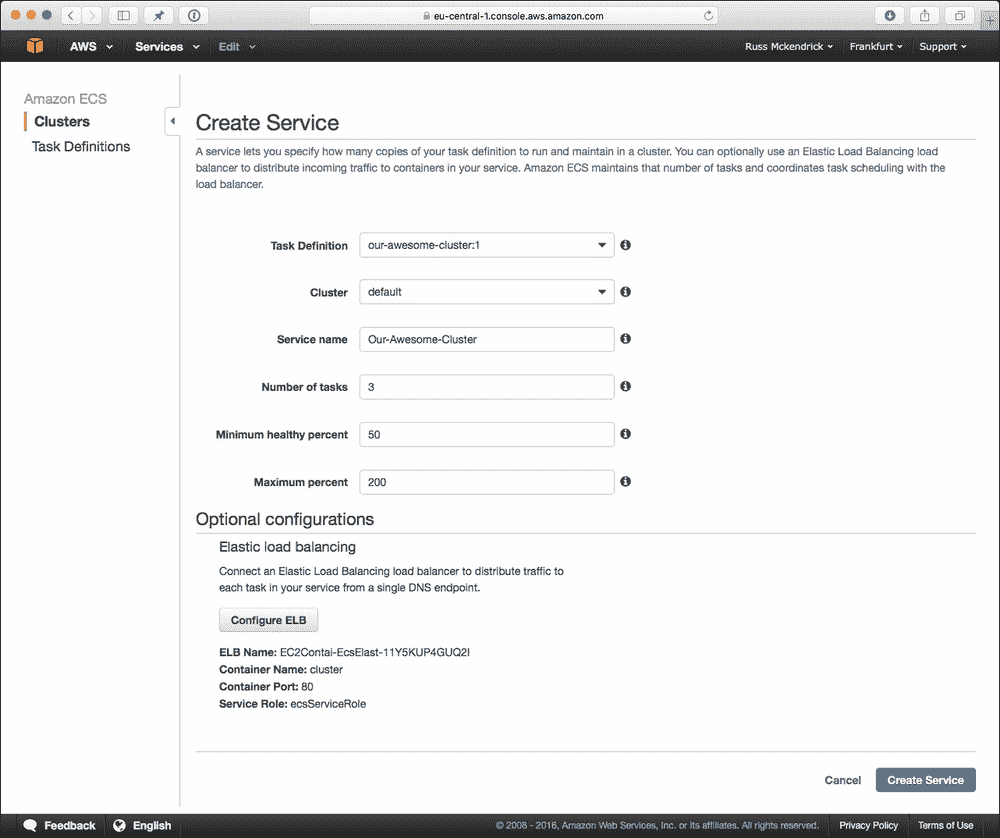 eu-central-1.console.aws.amazon.com
AWS Services Edit Russ Mckendrick Frankfurt Support
Amazon ECS
Clusters
Task Definitions
Create Service
A service lets you specify how many copies of your task definition to run and maintain in a cluster. You can optionally use an Elastic Load Balancing load
balancer to distribute incoming traffic to containers in your service. Amazon ECS maintains that number of tasks and coordinates task scheduling with the
load balancer.
Task Definition our-awesome-cluster:1
Cluster default
Service name Our-Awesome-Cluster
Number of tasks 3
Minimum healthy percent 50
Maximum percent 200
Optional configurations
Elastic load balancing
Connect an Elastic Load Balancing load balancer to distribute traffic to
each task in your service from a single DNS endpoint.
Configure ELB
ELB Name: EC2Contai-EcsElast-11Y5KUP4GUQ2I
Container Name: cluster
Container Port: 80
Service Role: ecsServiceRole
Cancel Create Service
Feedback English © 2008 - 2016, Amazon Web Services, Inc. or its affiliates. All rights reserved. Privacy Policy Terms of Use